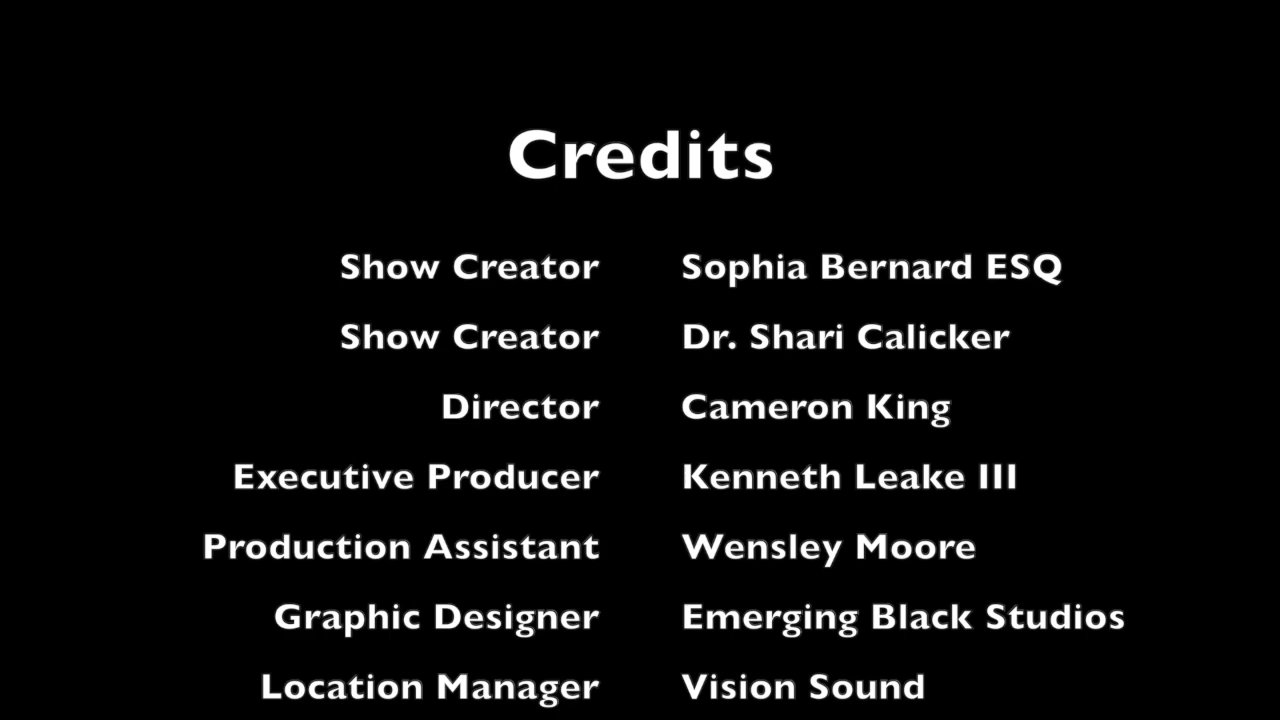 Credits
Show Creator Sophia Bernard ESQ
Show Creator Dr. Shari Calicker
Director Cameron King
Executive Producer Kenneth Leake III
Production Assistant Wensley Moore
Graphic Designer Emerging Black Studios
Location Manager Vision Sound